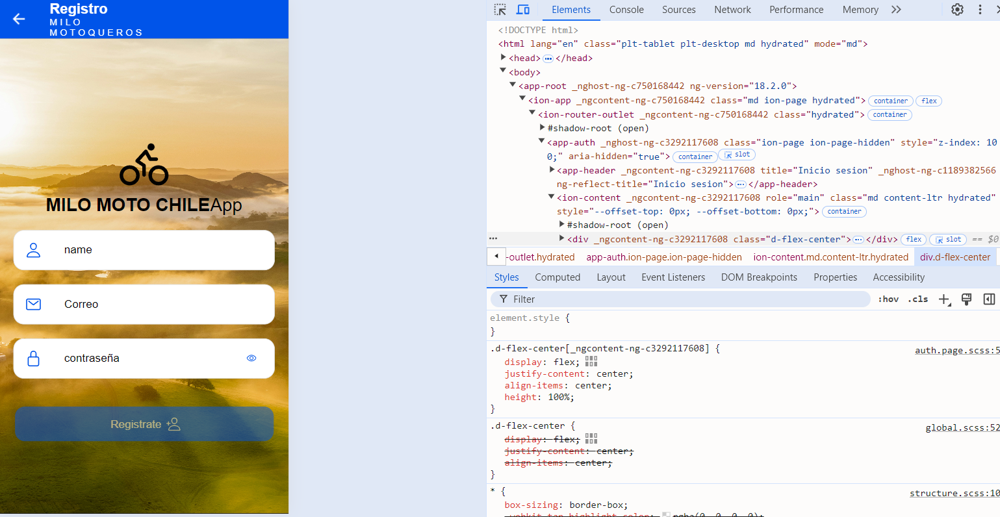 Registro
MILO
MOTOQUEROS
MILO MOTO CHILEApp
name
Correo
contraseña
Registrate
Elements Console Sources Network Performance Memory
<!DOCTYPE html>
<html lang="en" class="plt-tablet plt-desktop md hydrated" mode="md">
<head> ••• </head>
<body>
<app-root _nghost-ng-c750168442 ng-version="18.2.0">
<ion-app _ngcontent-ng-c750168442 class="md ion-page hydrated"> container flex
<ion-router-outlet _ngcontent-ng-c750168442 class="hydrated"> container
#shadow-root (open)
<app-auth _nghost-ng-c3292117608 class="ion-page ion-page-hidden" style="z-index: 10
0;" aria-hidden="true"> container slot
<app-header _ngcontent-ng-c3292117608 title="Inicio sesion" _nghost-ng-c1189382566
ng-reflect-title="Inicio sesion"> ••• </app-header>
<ion-content _ngcontent-ng-c3292117608 role="main" class="md content-ltr hydrated"
style="--offset-top: 0px; --offset-bottom: 0px;"> container
#shadow-root (open)
••• <div _ngcontent-ng-c3292117608 class="d-flex-center"> ••• </div> flex slot == $0
-outlet.hydrated app-auth.ion-page.ion-page-hidden ion-content.md.content-ltr.hydrated div.d-flex-center
Styles Computed Layout Event Listeners DOM Breakpoints Properties Accessibility
Filter :hov .cls
element.style {
}
.d-flex-center[_ngcontent-ng-c3292117608] { auth.page.scss:5
display: flex;
justify-content: center;
align-items: center;
height: 100%;
}
.d-flex-center { global.scss:52
display: flex;
justify-content: center;
align-items: center;
}
* { structure.scss:10
box-sizing: border-box;
-webkit-tap-highlight-color: rgba(0, 0, 0, 0);